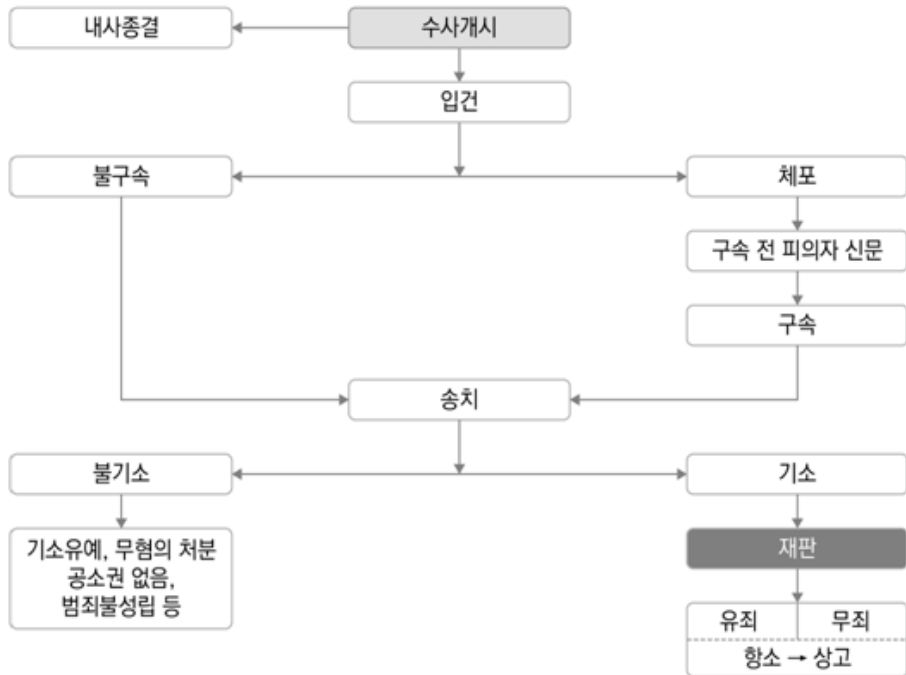 내사종결
수사개시
입건
불구속
체포
구속 전 피의자 신문
구속
송치
불기소
기소
기소유예, 무혐의 처분
공소권 없음,
범죄불성립 등
재판
유죄
무죄
항소 → 상고